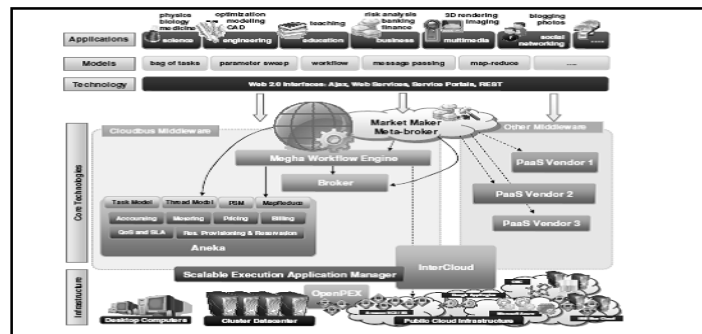 physics
biology
medicine
optimization
modeling
CAD
teaching
risk analysis
banking
finance
3D rendering
imaging
blogging
photos
Applications
science
engineering
education
business
multimedia
social
networking
.....
Models
bag of tasks
parameter sweep
workflow
message passing
map-reduce
.....
Technology
Web 2.0 Interfaces: Ajax, Web Services, Service Portals, REST
Core Technologies
Cloudbus Middleware
Market Maker
Meta-broker
Other Middleware
Megha Workflow Engine
Broker
PaaS Vendor 1
PaaS Vendor 2
PaaS Vendor 3
Task Model
Thread Model
PSM
MapReduce
Accounting
Metering
Pricing
Billing
QoS and SLA
Res. Provisioning & Reservation
Aneka
Scalable Execution Application Manager
InterCloud
Infrastructure
OpenPEX
Desktop Computers
Cluster Datacenter
Public Cloud Infrastructure